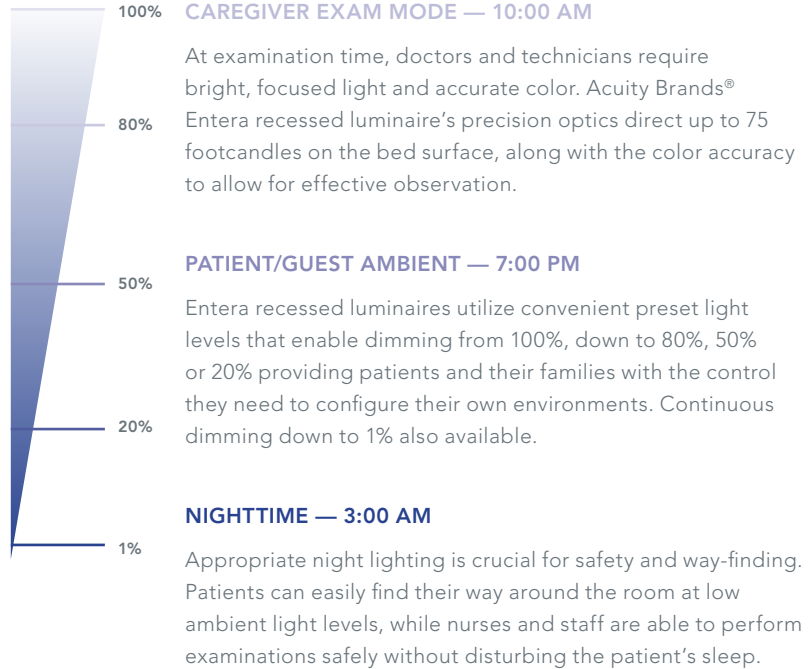 100%
CAREGIVER EXAM MODE — 10:00 AM
At examination time, doctors and technicians require
bright, focused light and accurate color. Acuity Brands®
80%
Entera recessed luminaire’s precision optics direct up to 75
footcandles on the bed surface, along with the color accuracy
to allow for effective observation.
PATIENT/GUEST AMBIENT — 7:00 PM
50%
Entera recessed luminaires utilize convenient preset light
levels that enable dimming from 100%, down to 80%, 50%
or 20% providing patients and their families with the control
they need to configure their own environments. Continuous
20%
dimming down to 1% also available.
NIGHTTIME — 3:00 AM
1%
Appropriate night lighting is crucial for safety and way-finding.
Patients can easily find their way around the room at low
ambient light levels, while nurses and staff are able to perform
examinations safely without disturbing the patient’s sleep.